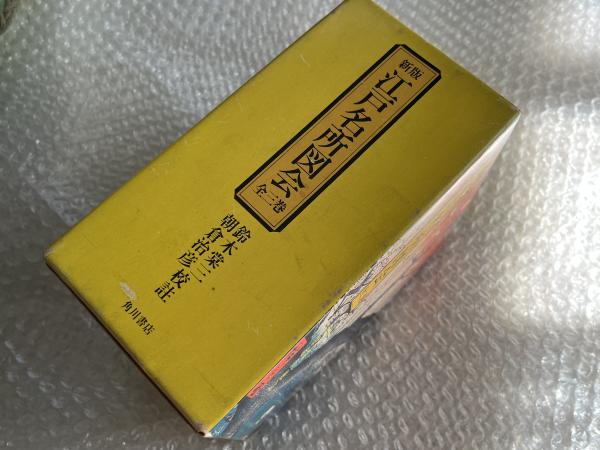 新版
江戸名所図会
全三巻
鈴木棠三
朝倉治彦
校註
角川書店